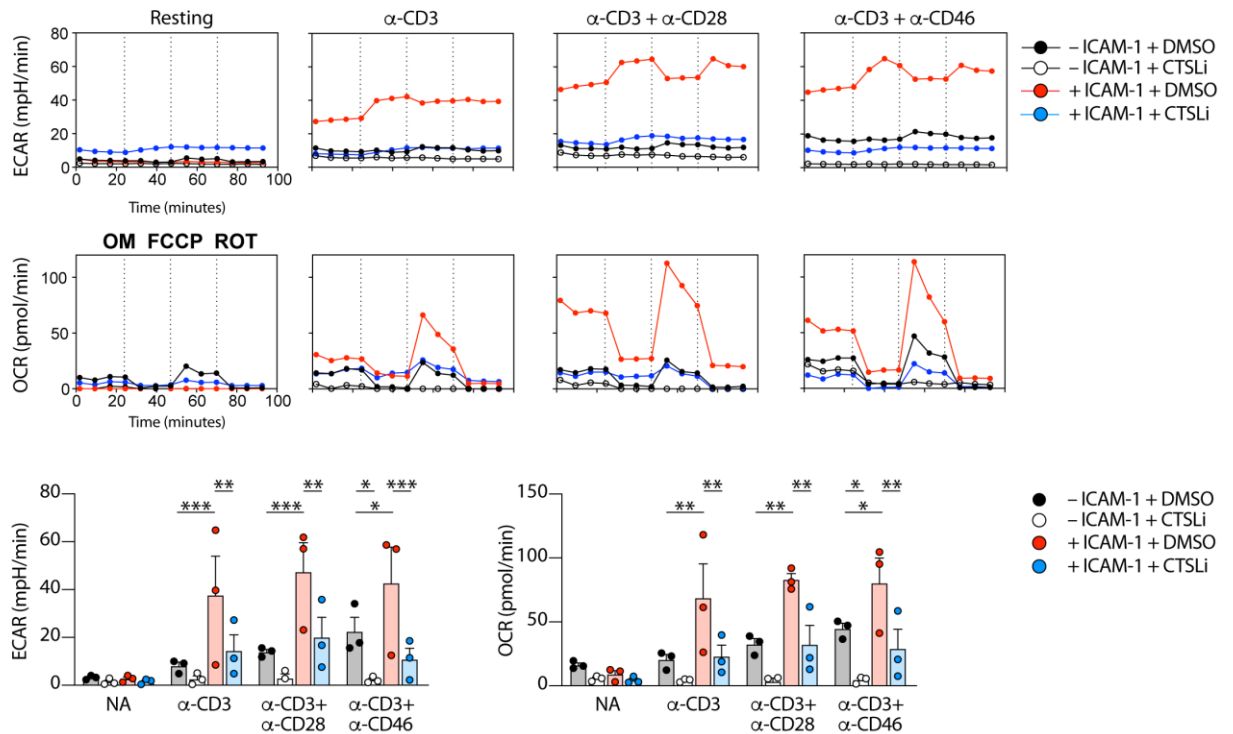 Resting
α-CD3
α-CD3 + α-CD28
α-CD3 + α-CD46
80
60
40
20
0
ECAR (mpH/min)
0 20 40 60 80 100
Time (minutes)
– ICAM-1 + DMSO
– ICAM-1 + CTSLi
+ ICAM-1 + DMSO
+ ICAM-1 + CTSLi
OM FCCP ROT
100
50
0
OCR (pmol/min)
0 20 40 60 80 100
Time (minutes)
80
60
40
20
0
ECAR (mpH/min)
*** ** *** ** * *** *
NA
α-CD3
α-CD3+
α-CD28
α-CD3+
α-CD46
150
100
50
0
OCR (pmol/min)
** ** ** ** * ** *
NA
α-CD3
α-CD3+
α-CD28
α-CD3+
α-CD46
– ICAM-1 + DMSO
– ICAM-1 + CTSLi
+ ICAM-1 + DMSO
+ ICAM-1 + CTSLi